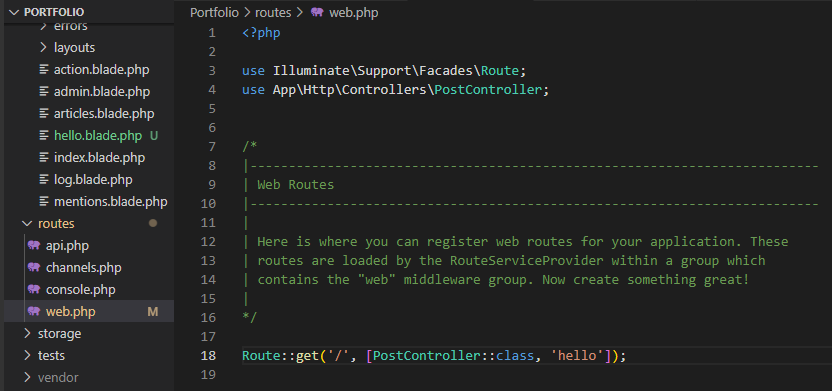 PORTFOLIO
errors
layouts
action.blade.php
admin.blade.php
articles.blade.php
hello.blade.php U
index.blade.php
log.blade.php
mentions.blade.php
routes
api.php
channels.php
console.php
web.php M
storage
tests
vendor
Portfolio > routes > web.php
1 <?php
2
3 use Illuminate\Support\Facades\Route;
4 use App\Http\Controllers\PostController;
5
6
7 /*
8 |--------------------------------------------------------------------------
9 | Web Routes
10 |--------------------------------------------------------------------------
11 |
12 | Here is where you can register web routes for your application. These
13 | routes are loaded by the RouteServiceProvider within a group which
14 | contains the "web" middleware group. Now create something great!
15 |
16 */
17
18 Route::get('/', [PostController::class, 'hello']);
19